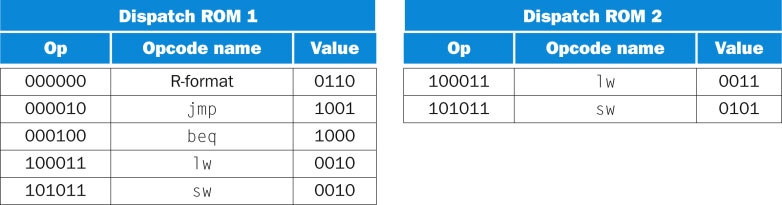 Dispatch ROM 1
Op Opcode name Value
000000 R-format 0110
000010 jmp 1001
000100 beq 1000
100011 lw 0010
101011 sw 0010
Dispatch ROM 2
Op Opcode name Value
100011 lw 0011
101011 sw 0101